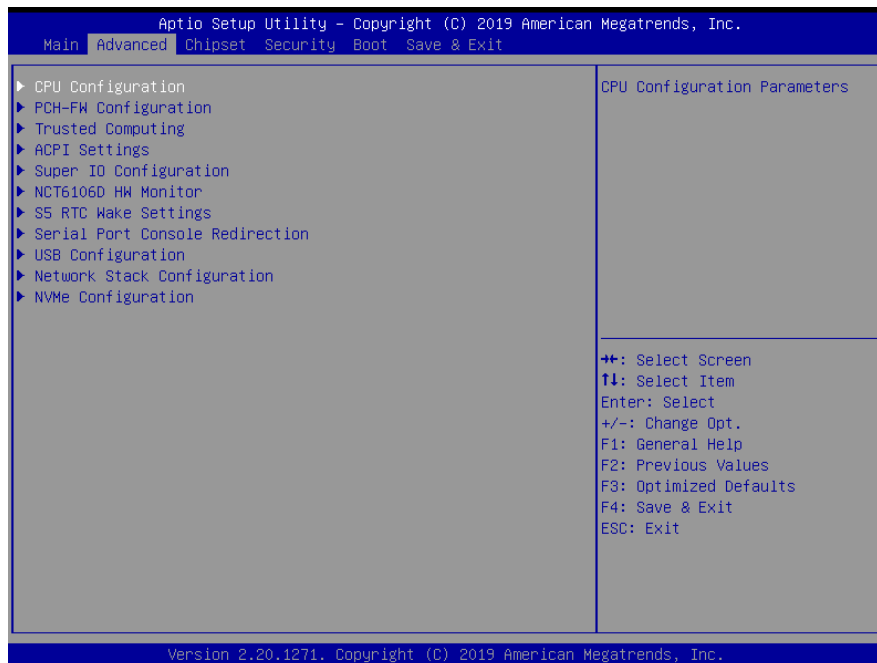 Aptio Setup Utility – Copyright (C) 2019 American Megatrends, Inc.
Main Advanced Chipset Security Boot Save & Exit
▶ CPU Configuration
▶ PCH-FW Configuration
▶ Trusted Computing
▶ ACPI Settings
▶ Super IO Configuration
▶ NCT6106D HW Monitor
▶ S5 RTC Wake Settings
▶ Serial Port Console Redirection
▶ USB Configuration
▶ Network Stack Configuration
▶ NVMe Configuration
CPU Configuration Parameters
→←: Select Screen
↑↓: Select Item
Enter: Select
+/-: Change Opt.
F1: General Help
F2: Previous Values
F3: Optimized Defaults
F4: Save & Exit
ESC: Exit
Version 2.20.1271. Copyright (C) 2019 American Megatrends, Inc.